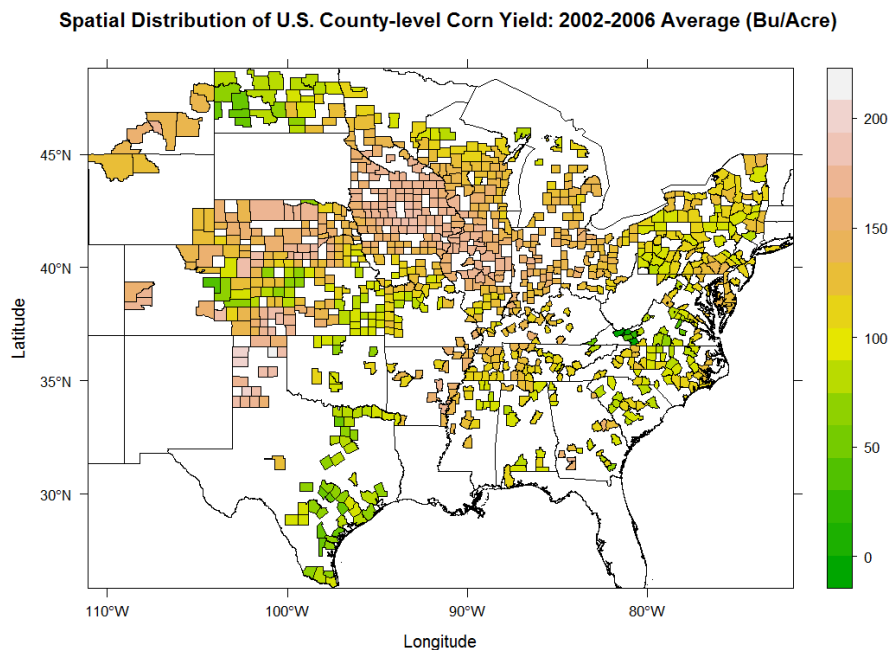 Spatial Distribution of U.S. County-level Corn Yield: 2002-2006 Average (Bu/Acre)
45°N
40°N
35°N
30°N
Latitude
110°W
100°W
90°W
80°W
Longitude
200
150
100
50
0